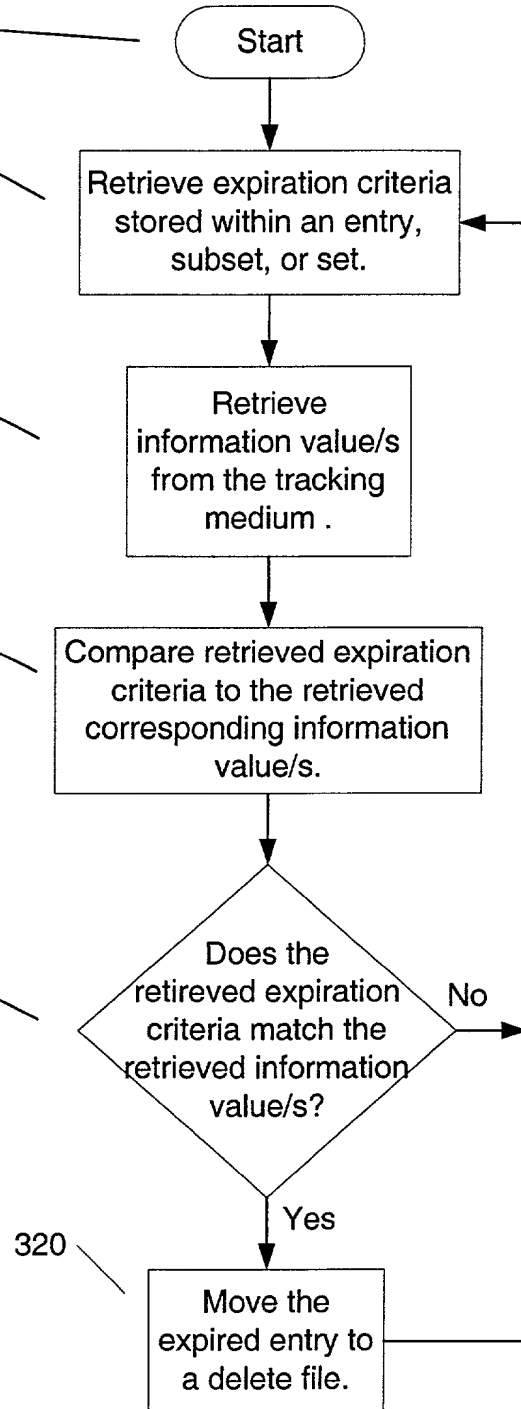 Start
Retrieve expiration criteria
stored within an entry,
subset, or set.
Retrieve
information value/s
from the tracking
medium .
Compare retrieved expiration
criteria to the retrieved
corresponding information
value/s.
Does the
retireved expiration
criteria match the
retrieved information
value/s?
No
Yes
320
Move the
expired entry to
a delete file.